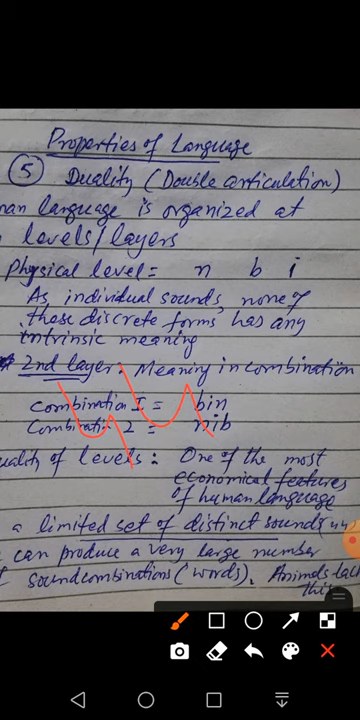 Properties of Language
5 Duality (Double articulation)
man language is organized at
levels/layers
Physical level = n b i
As individual sounds, none of
these discrete forms has any
intrinsic meaning
2nd layer: Meaning in combination
Combination 1 = bin
Combination 2 = nib
uality of levels: One of the most
economical features
of human language
a limited set of distinct sounds (44)
can produce a very large number
f sound combinations (words). Animals lack
this